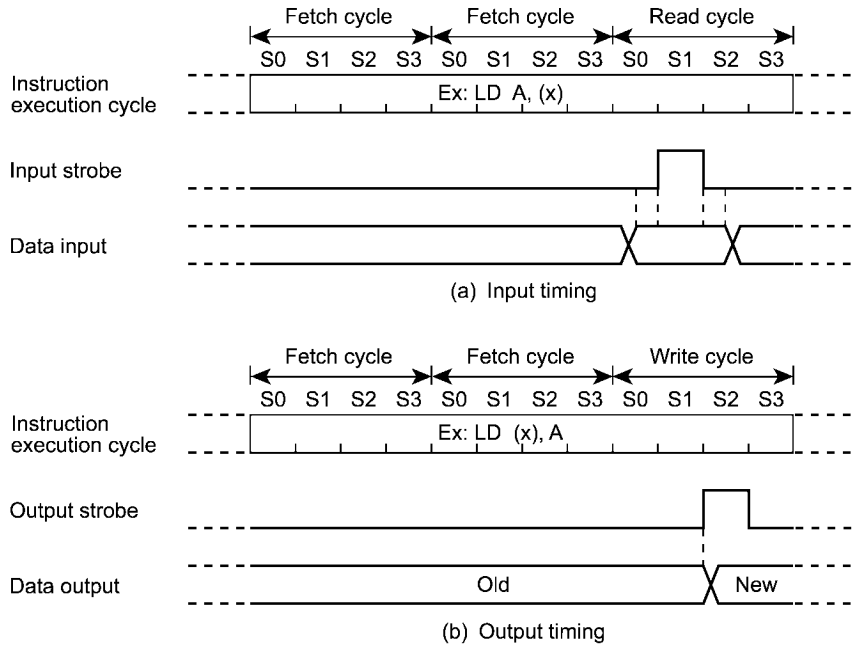 Fetch cycle Fetch cycle Read cycle
S0 S1 S2 S3 S0 S1 S2 S3 S0 S1 S2 S3
Instruction
execution cycle
Ex: LD A, (x)
Input strobe
Data input
(a) Input timing
Fetch cycle Fetch cycle Write cycle
S0 S1 S2 S3 S0 S1 S2 S3 S0 S1 S2 S3
Instruction
execution cycle
Ex: LD (x), A
Output strobe
Data output Old New
(b) Output timing